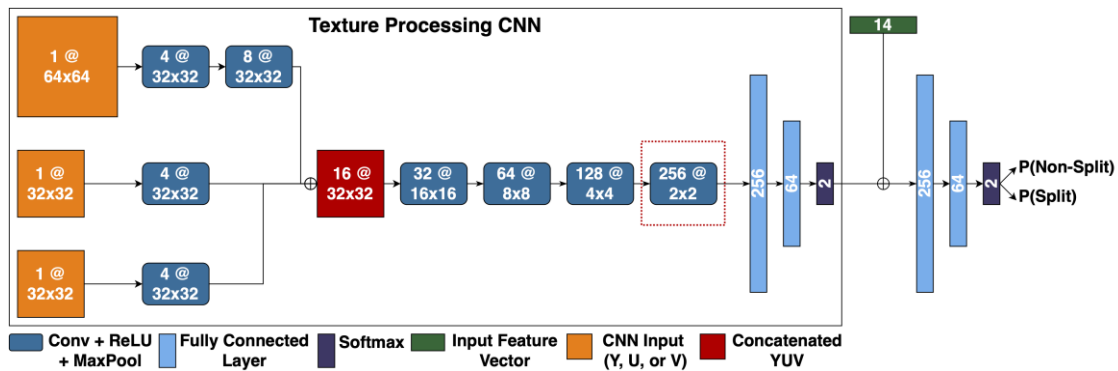 Texture Processing CNN
1 @
64x64
4 @
32x32
8 @
32x32
14
1 @
32x32
4 @
32x32
16 @
32x32
32 @
16x16
64 @
8x8
128 @
4x4
256 @
2x2
256
64
2
256
64
2
P(Non-Split)
P(Split)
1 @
32x32
4 @
32x32
Conv + ReLU
+ MaxPool
Fully Connected
Layer
Softmax
Input Feature
Vector
CNN Input
(Y, U, or V)
Concatenated
YUV